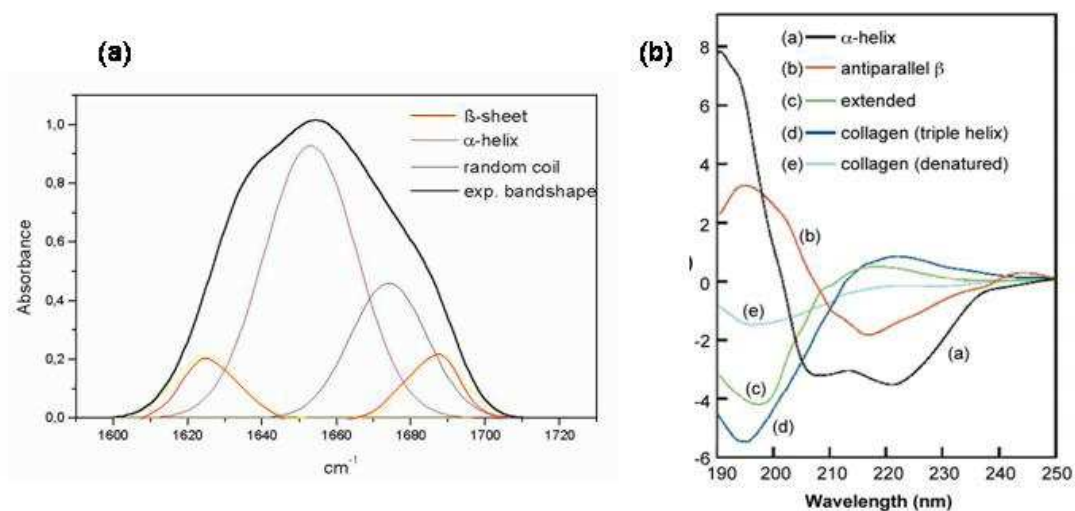 (a)
1,0
0,8
0,6
0,4
0,2
0,0
Absorbance
ß-sheet
α-helix
random coil
exp. bandshape
1600 1620 1640 1660 1680 1700 1720
cm⁻¹
(b)
8
6
4
2
0
-2
-4
-6
(a) α-helix
(b) antiparallel β
(c) extended
(d) collagen (triple helix)
(e) collagen (denatured)
(b)
(e)
(a)
(c)
(d)
190 200 210 220 230 240 250
Wavelength (nm)